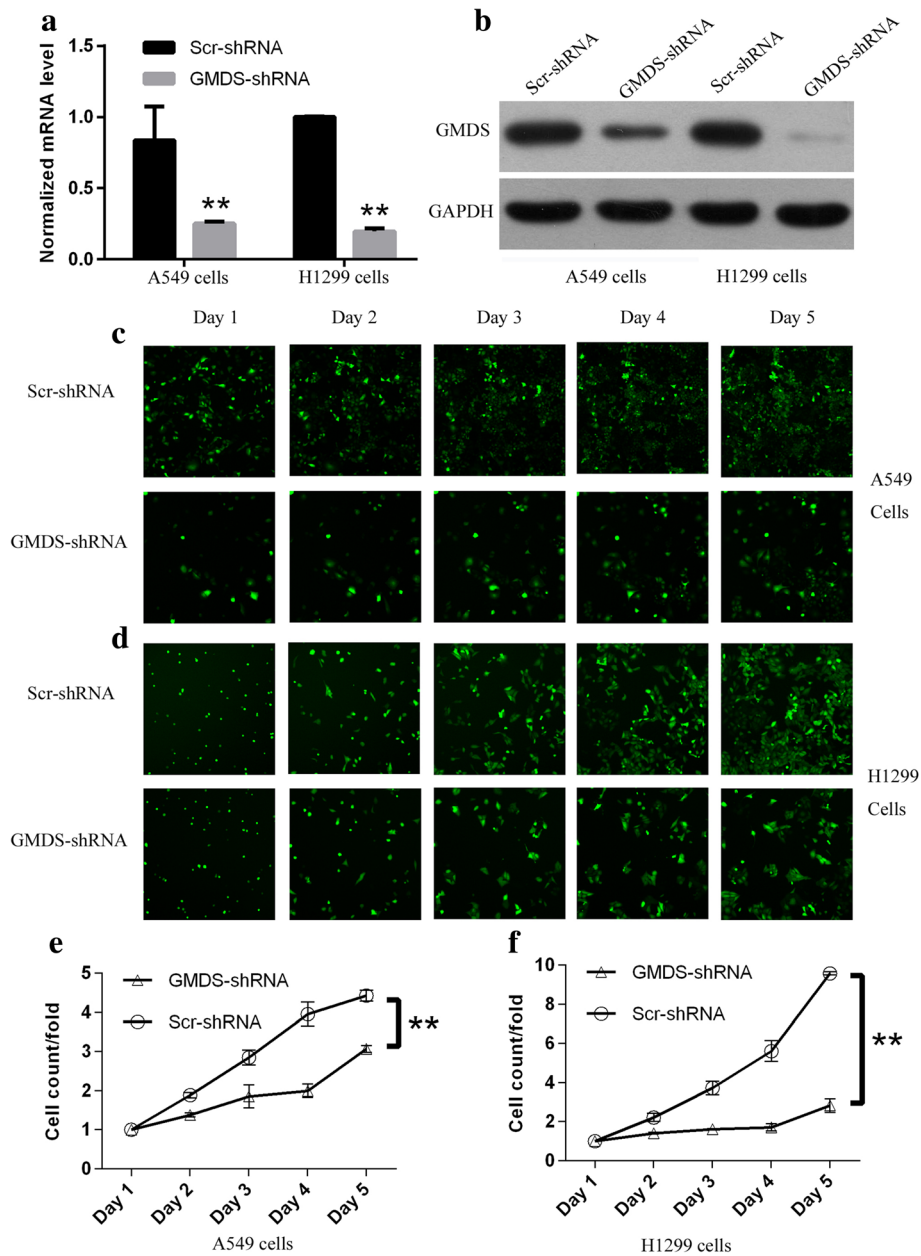 a
Normalized mRNA level
1.5
1.0
0.5
0.0
Scr-shRNA
GMDS-shRNA
**
**
A549 cells
H1299 cells
b
Scr-shRNA
GMDS-shRNA
Scr-shRNA
GMDS-shRNA
GMDS
GAPDH
A549 cells
H1299 cells
c
Day 1
Day 2
Day 3
Day 4
Day 5
Scr-shRNA
GMDS-shRNA
A549
Cells
d
Scr-shRNA
GMDS-shRNA
H1299
Cells
e
Cell count/fold
5
4
3
2
1
0
GMDS-shRNA
Scr-shRNA
**
Day 1
Day 2
Day 3
Day 4
Day 5
A549 cells
f
Cell count/fold
10
8
6
4
2
0
GMDS-shRNA
Scr-shRNA
**
Day 1
Day 2
Day 3
Day 4
Day 5
H1299 cells